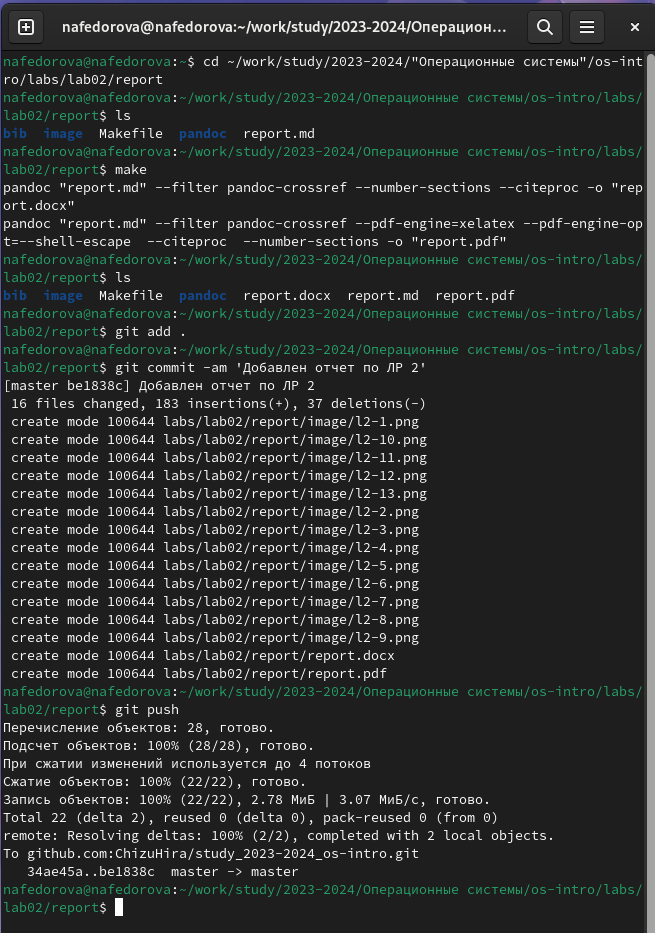 nafedorova@nafedorova:~/work/study/2023-2024/Операцион...
nafedorova@nafedorova:~$ cd ~/work/study/2023-2024/"Операционные системы"/os-int
ro/labs/lab02/report
nafedorova@nafedorova:~/work/study/2023-2024/Операционные системы/os-intro/labs/
lab02/report$ ls
bib  image  Makefile  pandoc  report.md
nafedorova@nafedorova:~/work/study/2023-2024/Операционные системы/os-intro/labs/
lab02/report$ make
pandoc "report.md" --filter pandoc-crossref --number-sections --citeproc -o "rep
ort.docx"
pandoc "report.md" --filter pandoc-crossref --pdf-engine=xelatex --pdf-engine-op
t=--shell-escape  --citeproc  --number-sections -o "report.pdf"
nafedorova@nafedorova:~/work/study/2023-2024/Операционные системы/os-intro/labs/
lab02/report$ ls
bib  image  Makefile  pandoc  report.docx  report.md  report.pdf
nafedorova@nafedorova:~/work/study/2023-2024/Операционные системы/os-intro/labs/
lab02/report$ git add .
nafedorova@nafedorova:~/work/study/2023-2024/Операционные системы/os-intro/labs/
lab02/report$ git commit -am 'Добавлен отчет по ЛР 2'
[master be1838c] Добавлен отчет по ЛР 2
 16 files changed, 183 insertions(+), 37 deletions(-)
 create mode 100644 labs/lab02/report/image/l2-1.png
 create mode 100644 labs/lab02/report/image/l2-10.png
 create mode 100644 labs/lab02/report/image/l2-11.png
 create mode 100644 labs/lab02/report/image/l2-12.png
 create mode 100644 labs/lab02/report/image/l2-13.png
 create mode 100644 labs/lab02/report/image/l2-2.png
 create mode 100644 labs/lab02/report/image/l2-3.png
 create mode 100644 labs/lab02/report/image/l2-4.png
 create mode 100644 labs/lab02/report/image/l2-5.png
 create mode 100644 labs/lab02/report/image/l2-6.png
 create mode 100644 labs/lab02/report/image/l2-7.png
 create mode 100644 labs/lab02/report/image/l2-8.png
 create mode 100644 labs/lab02/report/image/l2-9.png
 create mode 100644 labs/lab02/report/report.docx
 create mode 100644 labs/lab02/report/report.pdf
nafedorova@nafedorova:~/work/study/2023-2024/Операционные системы/os-intro/labs/
lab02/report$ git push
Перечисление объектов: 28, готово.
Подсчет объектов: 100% (28/28), готово.
При сжатии изменений используется до 4 потоков
Сжатие объектов: 100% (22/22), готово.
Запись объектов: 100% (22/22), 2.78 МиБ | 3.07 МиБ/с, готово.
Total 22 (delta 2), reused 0 (delta 0), pack-reused 0 (from 0)
remote: Resolving deltas: 100% (2/2), completed with 2 local objects.
To github.com:ChizuHira/study_2023-2024_os-intro.git
   34ae45a..be1838c  master -> master
nafedorova@nafedorova:~/work/study/2023-2024/Операционные системы/os-intro/labs/
lab02/report$